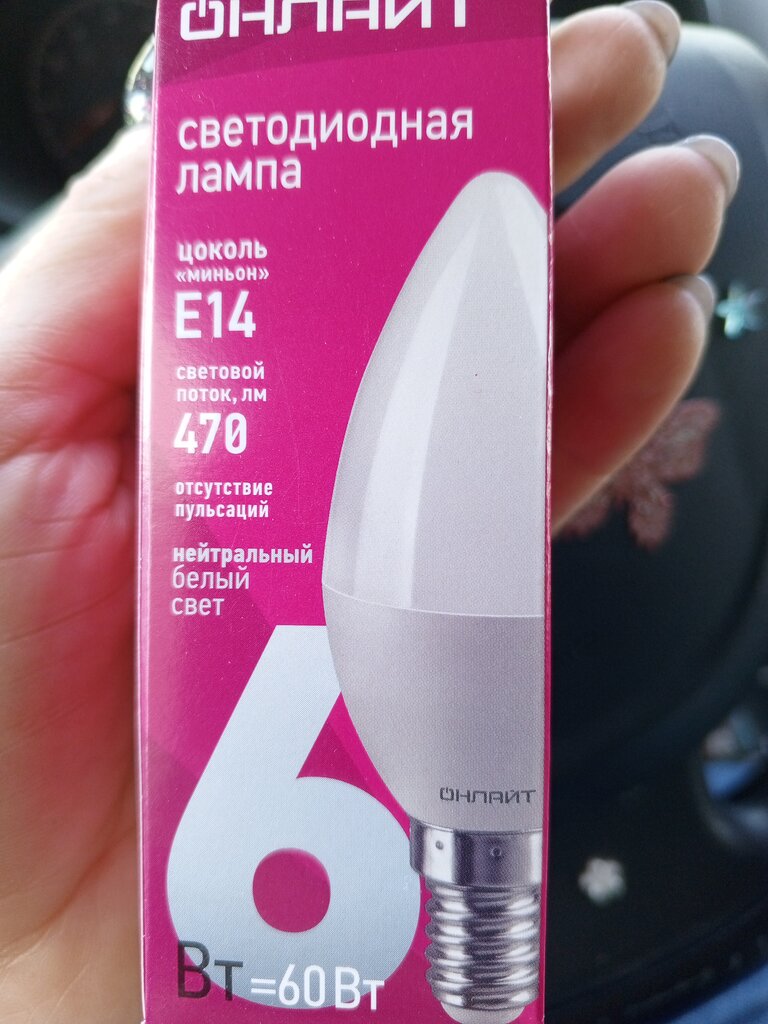 ОНЛАЙТ
светодиодная
лампа
цоколь
«миньон»
E14
световой
поток, лм
470
отсутствие
пульсаций
нейтральный
белый
свет
6
Вт =60Вт
ОНЛАЙТ